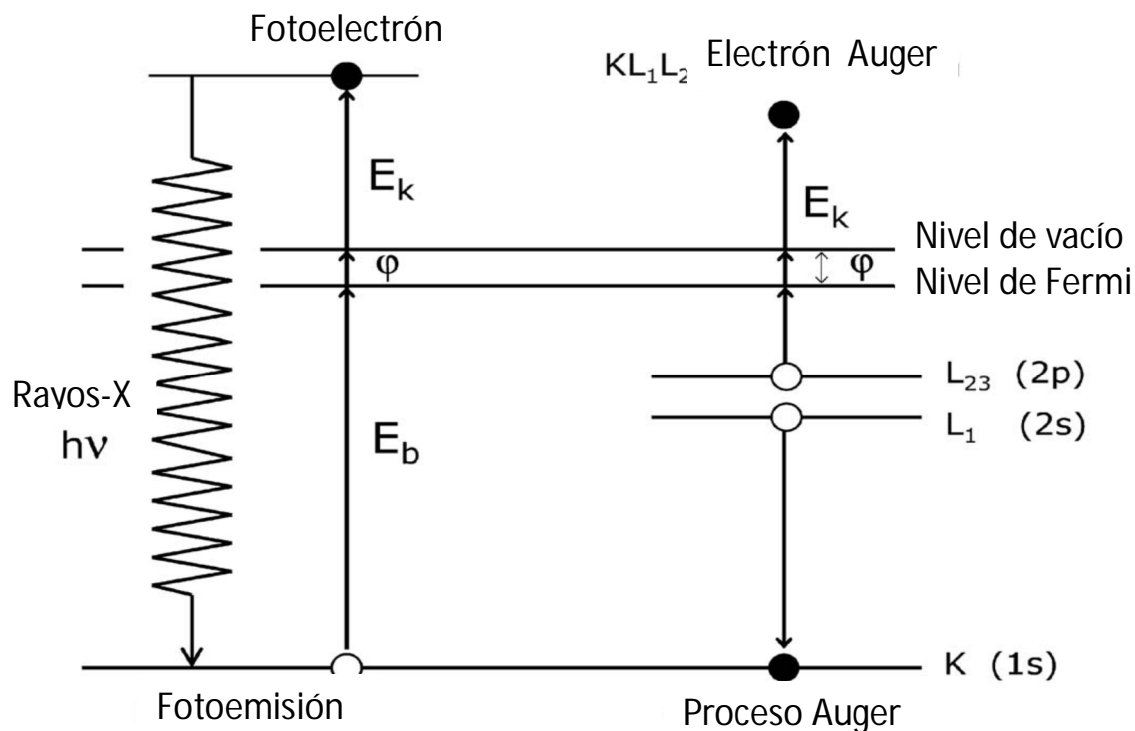 Fotoelectrón
KL₁L₂ Electrón Auger
Eₖ
Eₖ
Nivel de vacío
φ
φ
Nivel de Fermi
L₂₃ (2p)
Rayos-X
L₁ (2s)
hν
E_b
K (1s)
Fotoemisión
Proceso Auger